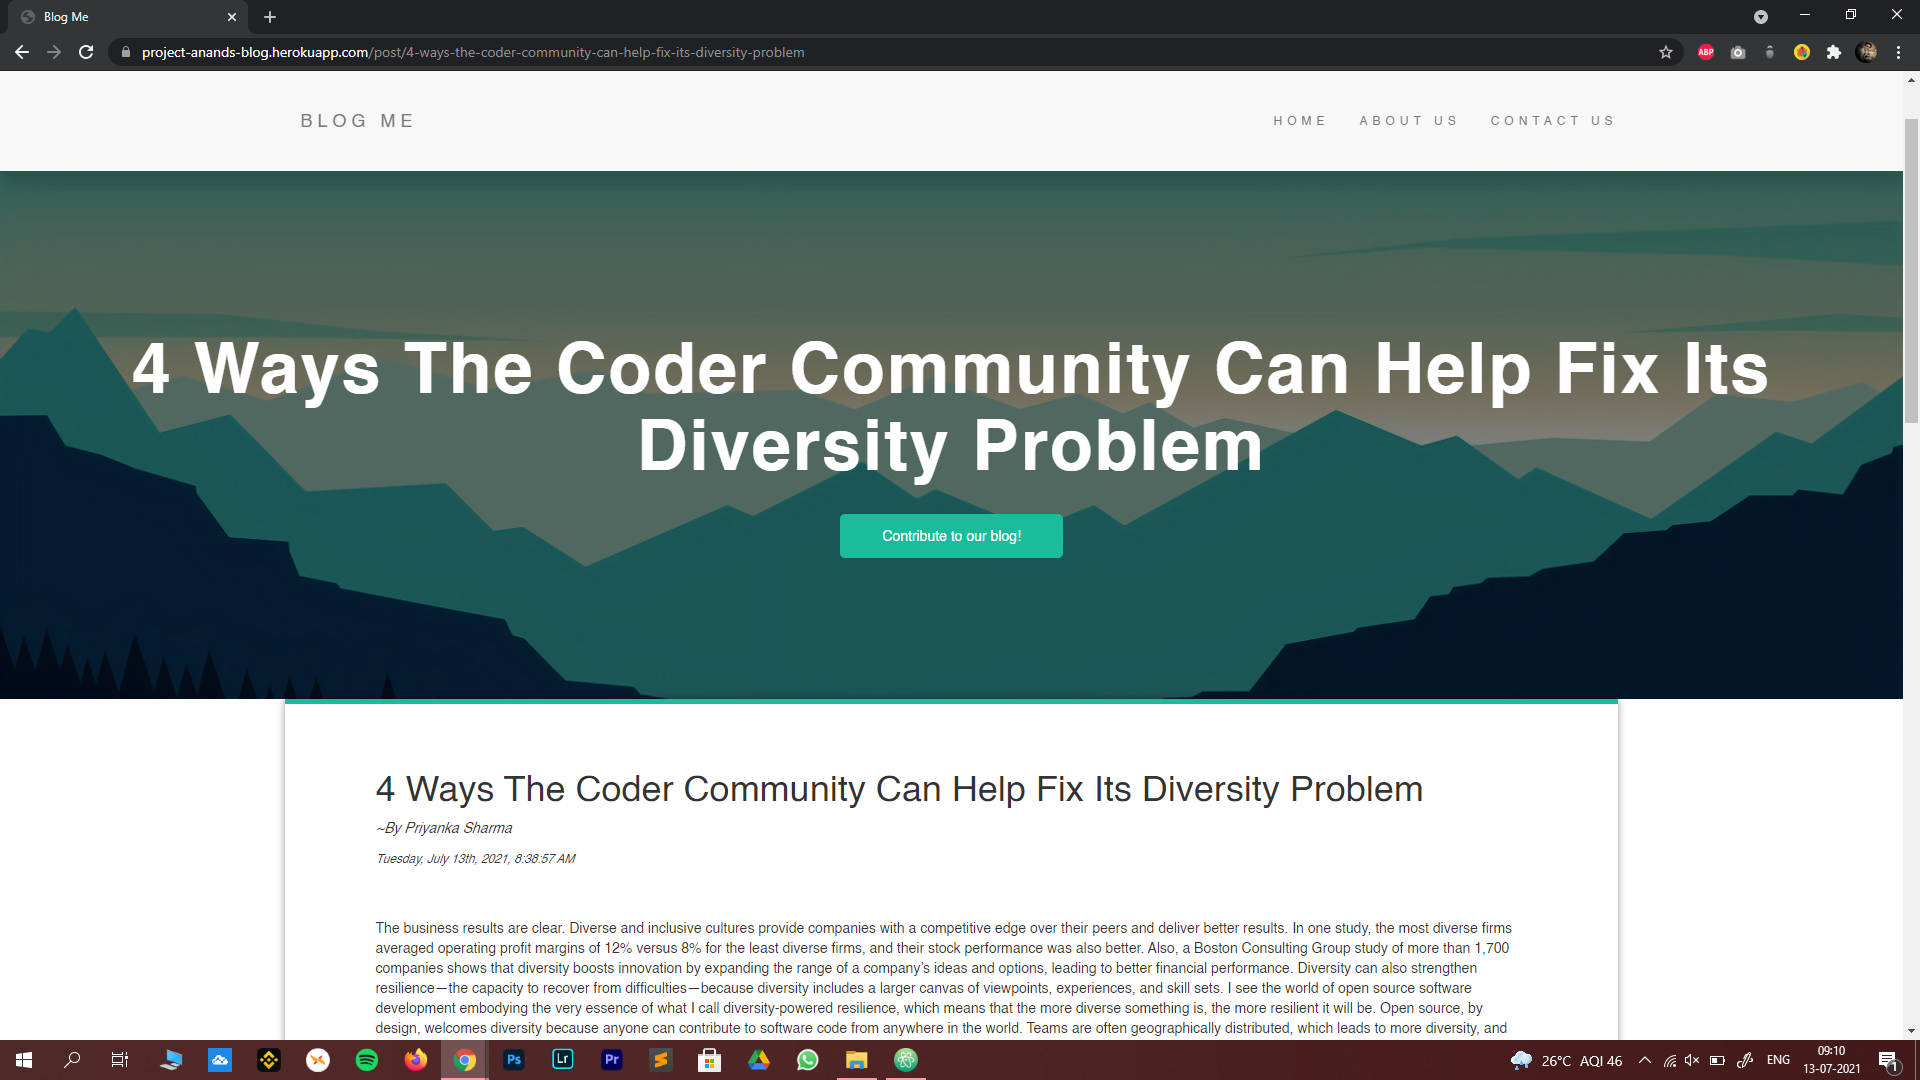 Blog Me
project-anands-blog.herokuapp.com/post/4-ways-the-coder-community-can-help-fix-its-diversity-problem
ABP
BLOG ME
HOME ABOUT US CONTACT US
4 Ways The Coder Community Can Help Fix Its
Diversity Problem
Contribute to our blog!
4 Ways The Coder Community Can Help Fix Its Diversity Problem
~By Priyanka Sharma
Tuesday, July 13th, 2021, 8:38:57 AM
The business results are clear. Diverse and inclusive cultures provide companies with a competitive edge over their peers and deliver better results. In one study, the most diverse firms
averaged operating profit margins of 12% versus 8% for the least diverse firms, and their stock performance was also better. Also, a Boston Consulting Group study of more than 1,700
companies shows that diversity boosts innovation by expanding the range of a company’s ideas and options, leading to better financial performance. Diversity can also strengthen
resilience—the capacity to recover from difficulties—because diversity includes a larger canvas of viewpoints, experiences, and skill sets. I see the world of open source software
development embodying the very essence of what I call diversity-powered resilience, which means that the more diverse something is, the more resilient it will be. Open source, by
design, welcomes diversity because anyone can contribute to software code from anywhere in the world. Teams are often geographically distributed, which leads to more diversity, and
Ps Lr Pr
26°C AQI 46
ENG
09:10
13-07-2021
1